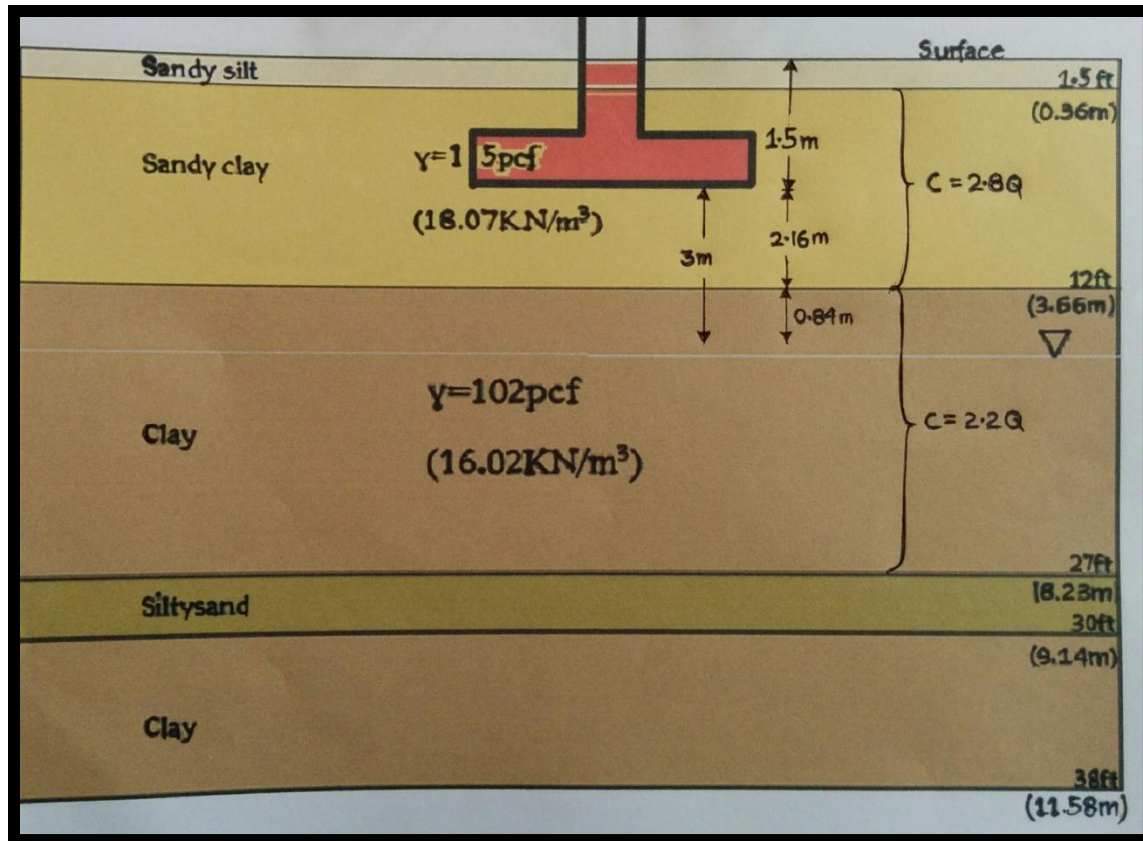 Surface
Sandy silt
1.5 ft
(0.36m)
1.5m
Sandy clay
γ=1 5pcf
C = 2.8Q
(18.07KN/m³)
2.16m
3m
12ft
(3.66m)
0.84m
γ=102pcf
Clay
C = 2.2Q
(16.02KN/m³)
27ft
(8.23m)
Siltysand
30ft
(9.14m)
Clay
38ft
(11.58m)